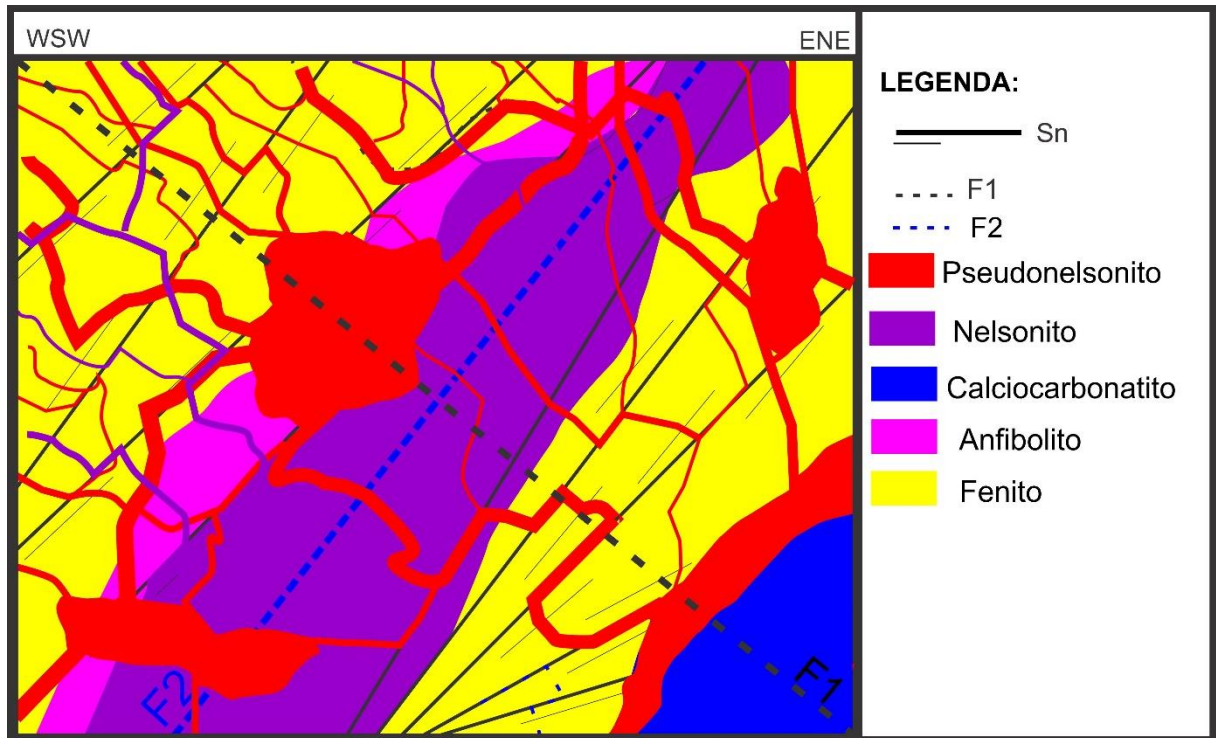 WSW
ENE
F2
F1
LEGENDA:
Sn
F1
F2
Pseudonelsonito
Nelsonito
Calciocarbonatito
Anfibolito
Fenito